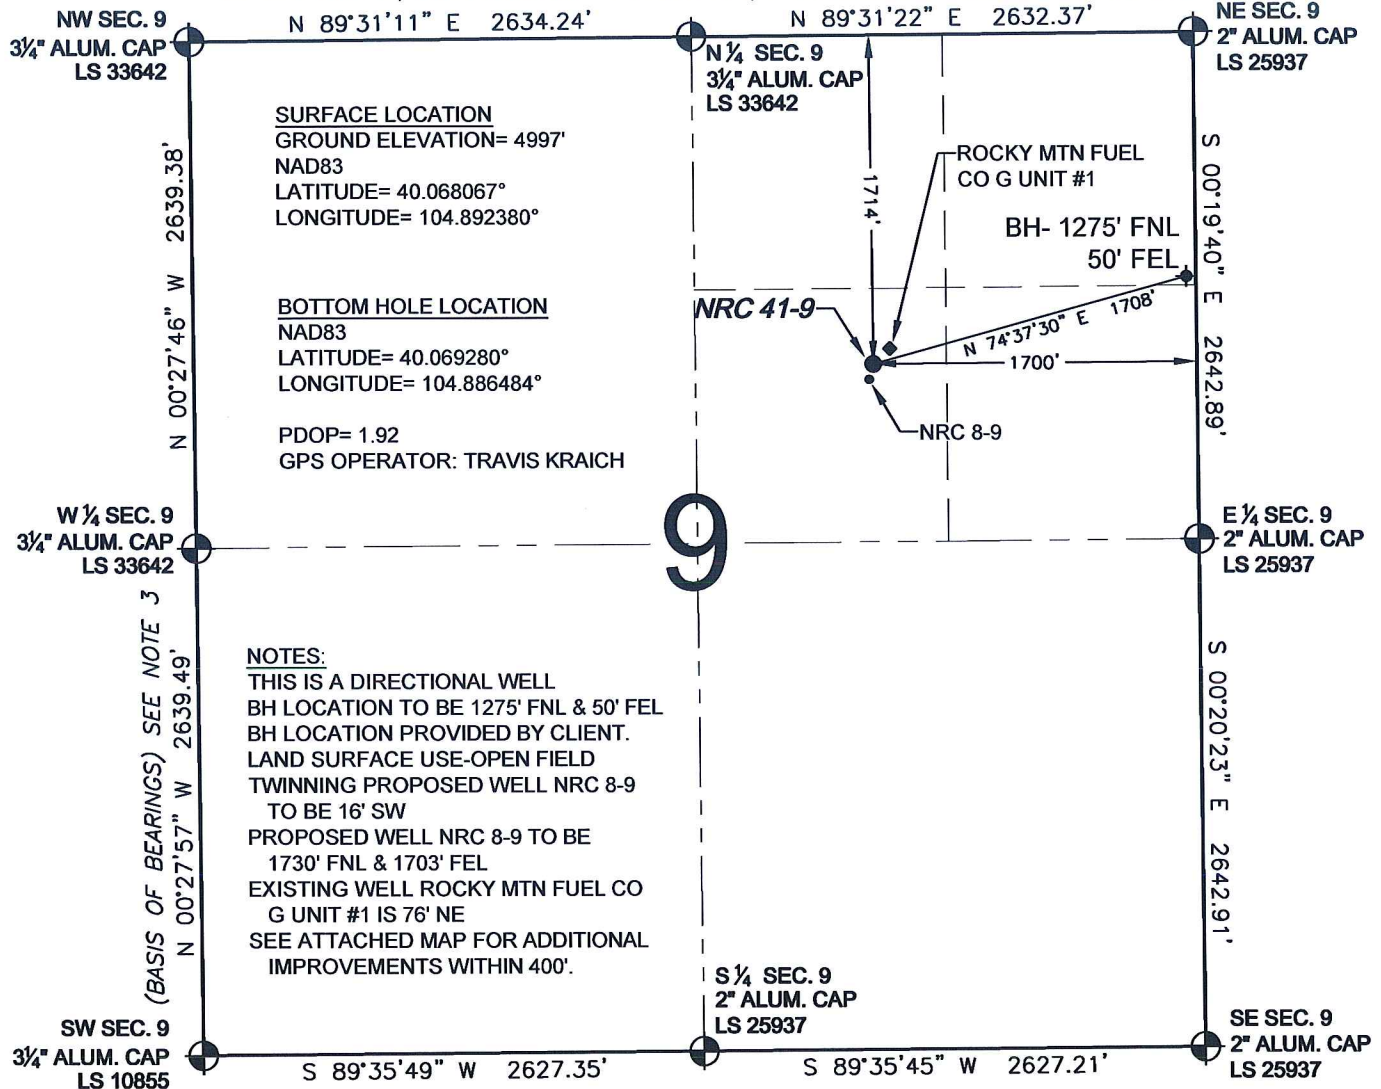 NW SEC. 9
3¼" ALUM. CAP
LS 33642
N 89°31'11" E 2634.24'
N 89°31'22" E 2632.37'
NE SEC. 9
2" ALUM. CAP
LS 25937
N ¼ SEC. 9
3¼" ALUM. CAP
LS 33642
SURFACE LOCATION
GROUND ELEVATION= 4997'
NAD83
LATITUDE= 40.068067°
LONGITUDE= 104.892380°
N 00°27'46" W 2639.38'
1714'
ROCKY MTN FUEL
CO G UNIT #1
BH- 1275' FNL
50' FEL
S 00°19'40" E 2642.89'
BOTTOM HOLE LOCATION
NAD83
LATITUDE= 40.069280°
LONGITUDE= 104.886484°
PDOP= 1.92
GPS OPERATOR: TRAVIS KRAICH
NRC 41-9
N 74°37'30" E 1708'
1700'
NRC 8-9
W ¼ SEC. 9
3¼" ALUM. CAP
LS 33642
9
E ¼ SEC. 9
2" ALUM. CAP
LS 25937
(BASIS OF BEARINGS) SEE NOTE 3
N 00°27'57" W 2639.49'
NOTES:
THIS IS A DIRECTIONAL WELL
BH LOCATION TO BE 1275' FNL & 50' FEL
BH LOCATION PROVIDED BY CLIENT.
LAND SURFACE USE-OPEN FIELD
TWINNING PROPOSED WELL NRC 8-9
TO BE 16' SW
PROPOSED WELL NRC 8-9 TO BE
1730' FNL & 1703' FEL
EXISTING WELL ROCKY MTN FUEL CO
G UNIT #1 IS 76' NE
SEE ATTACHED MAP FOR ADDITIONAL
IMPROVEMENTS WITHIN 400'.
S 00°20'23" E 2642.91'
SW SEC. 9
3¼" ALUM. CAP
LS 10855
S 89°35'49" W 2627.35'
S ¼ SEC. 9
2" ALUM. CAP
LS 25937
S 89°35'45" W 2627.21'
SE SEC. 9
2" ALUM. CAP
LS 25937